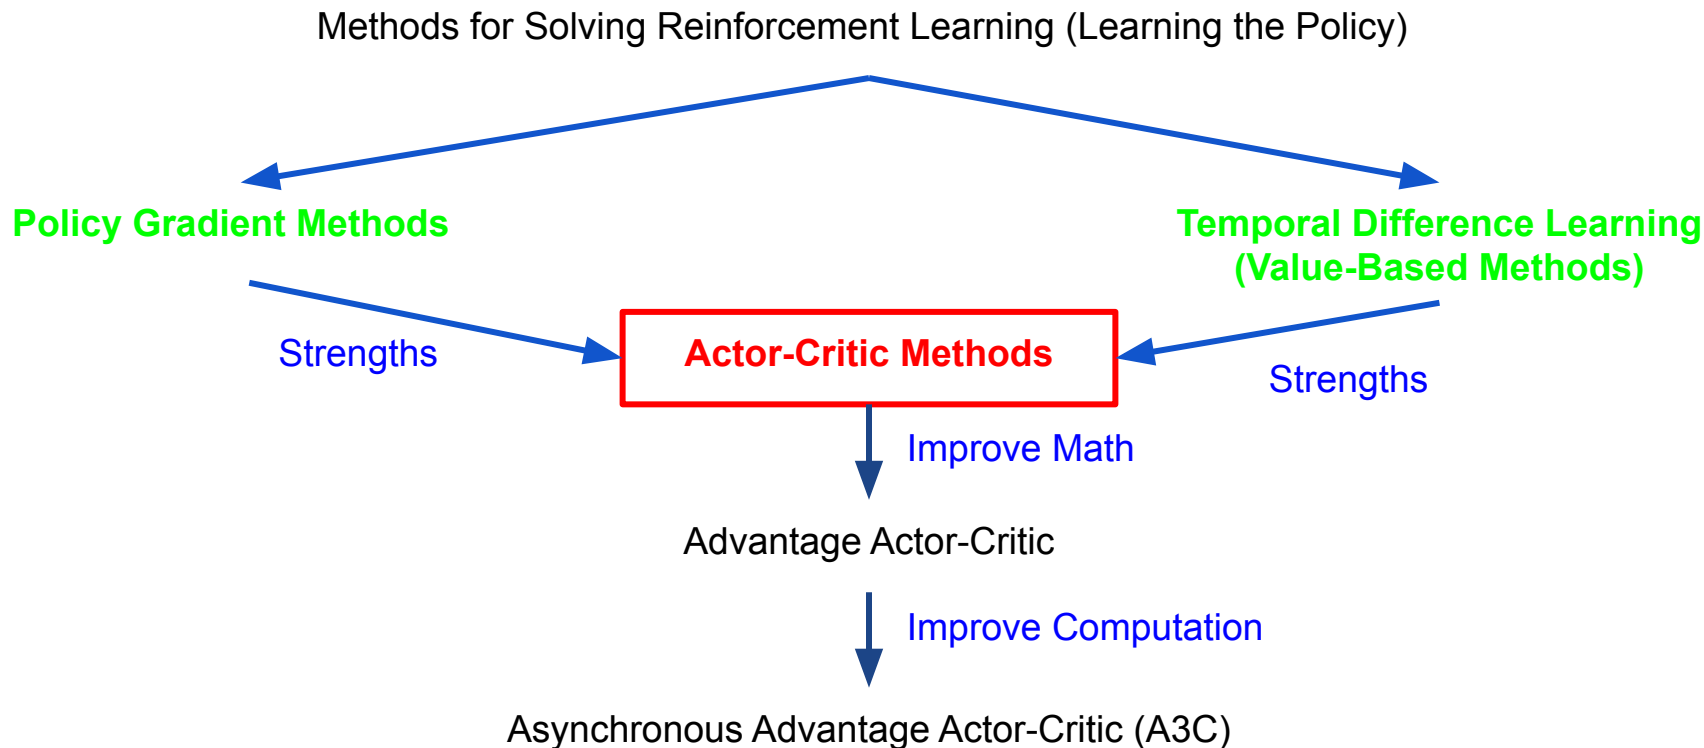 Methods for Solving Reinforcement Learning (Learning the Policy)
Policy Gradient Methods
Temporal Difference Learning
(Value-Based Methods)
Strengths
Actor-Critic Methods
Strengths
Improve Math
Advantage Actor-Critic
Improve Computation
Asynchronous Advantage Actor-Critic (A3C)